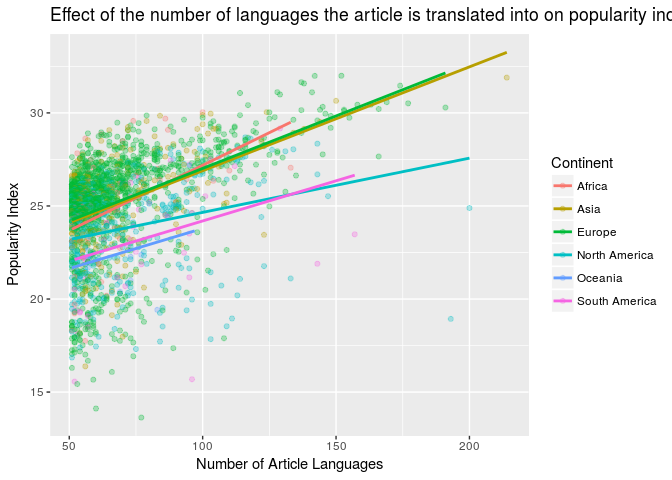 Effect of the number of languages the article is translated into on popularity inc
Popularity Index
30
25
20
15
50
100
150
200
Number of Article Languages
Continent
Africa
Asia
Europe
North America
Oceania
South America